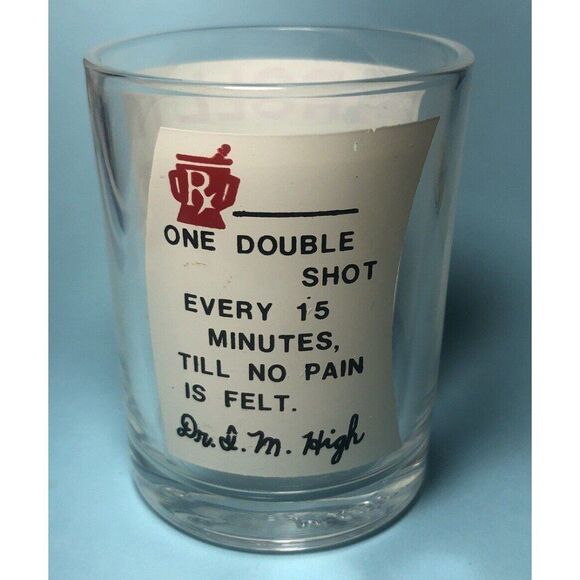 Rx
ONE DOUBLE
SHOT
EVERY 15
MINUTES,
TILL NO PAIN
IS FELT.
Dr. I. M. High